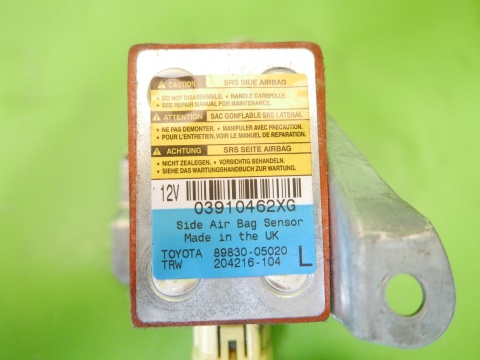 CAUTION SRS SIDE AIRBAG
• DO NOT DISASSEMBLE. • HANDLE CAREFULLY.
• SEE REPAIR MANUAL FOR MAINTENANCE.
ATTENTION SAC GONFLABLE SRS LATERAL
• NE PAS DEMONTER. • MANIPULER AVEC PRECAUTION.
• POUR L'ENTRETIEN, VOIR LE MANUEL DE REPARATION.
ACHTUNG SRS SEITE AIRBAG
• NICHT ZEALEGEN. • VORSICHTIG BEHANDELN.
• SIEHE DAS WARTUNGSHANDBUCH ZUR WARTUNG.
12V
03910462XG
Side Air Bag Sensor
Made in the UK
TOYOTA 89830-05020
TRW 204216-104 L